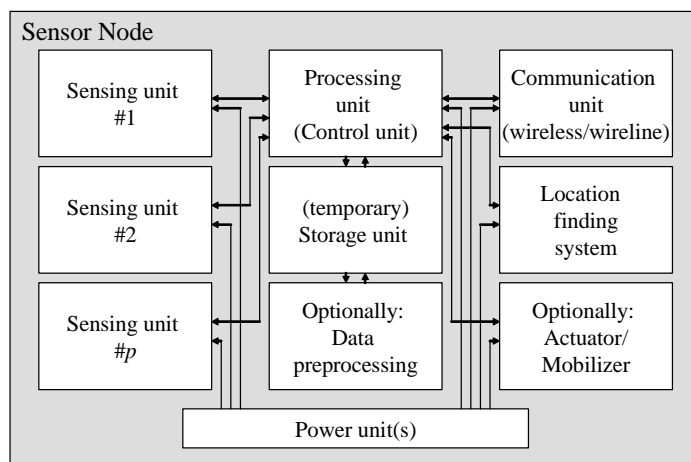 Sensor Node
Sensing unit
#1
Processing
unit
(Control unit)
Communication
unit
(wireless/wireline)
Sensing unit
#2
(temporary)
Storage unit
Location
finding
system
Sensing unit
#p
Optionally:
Data
preprocessing
Optionally:
Actuator/
Mobilizer
Power unit(s)